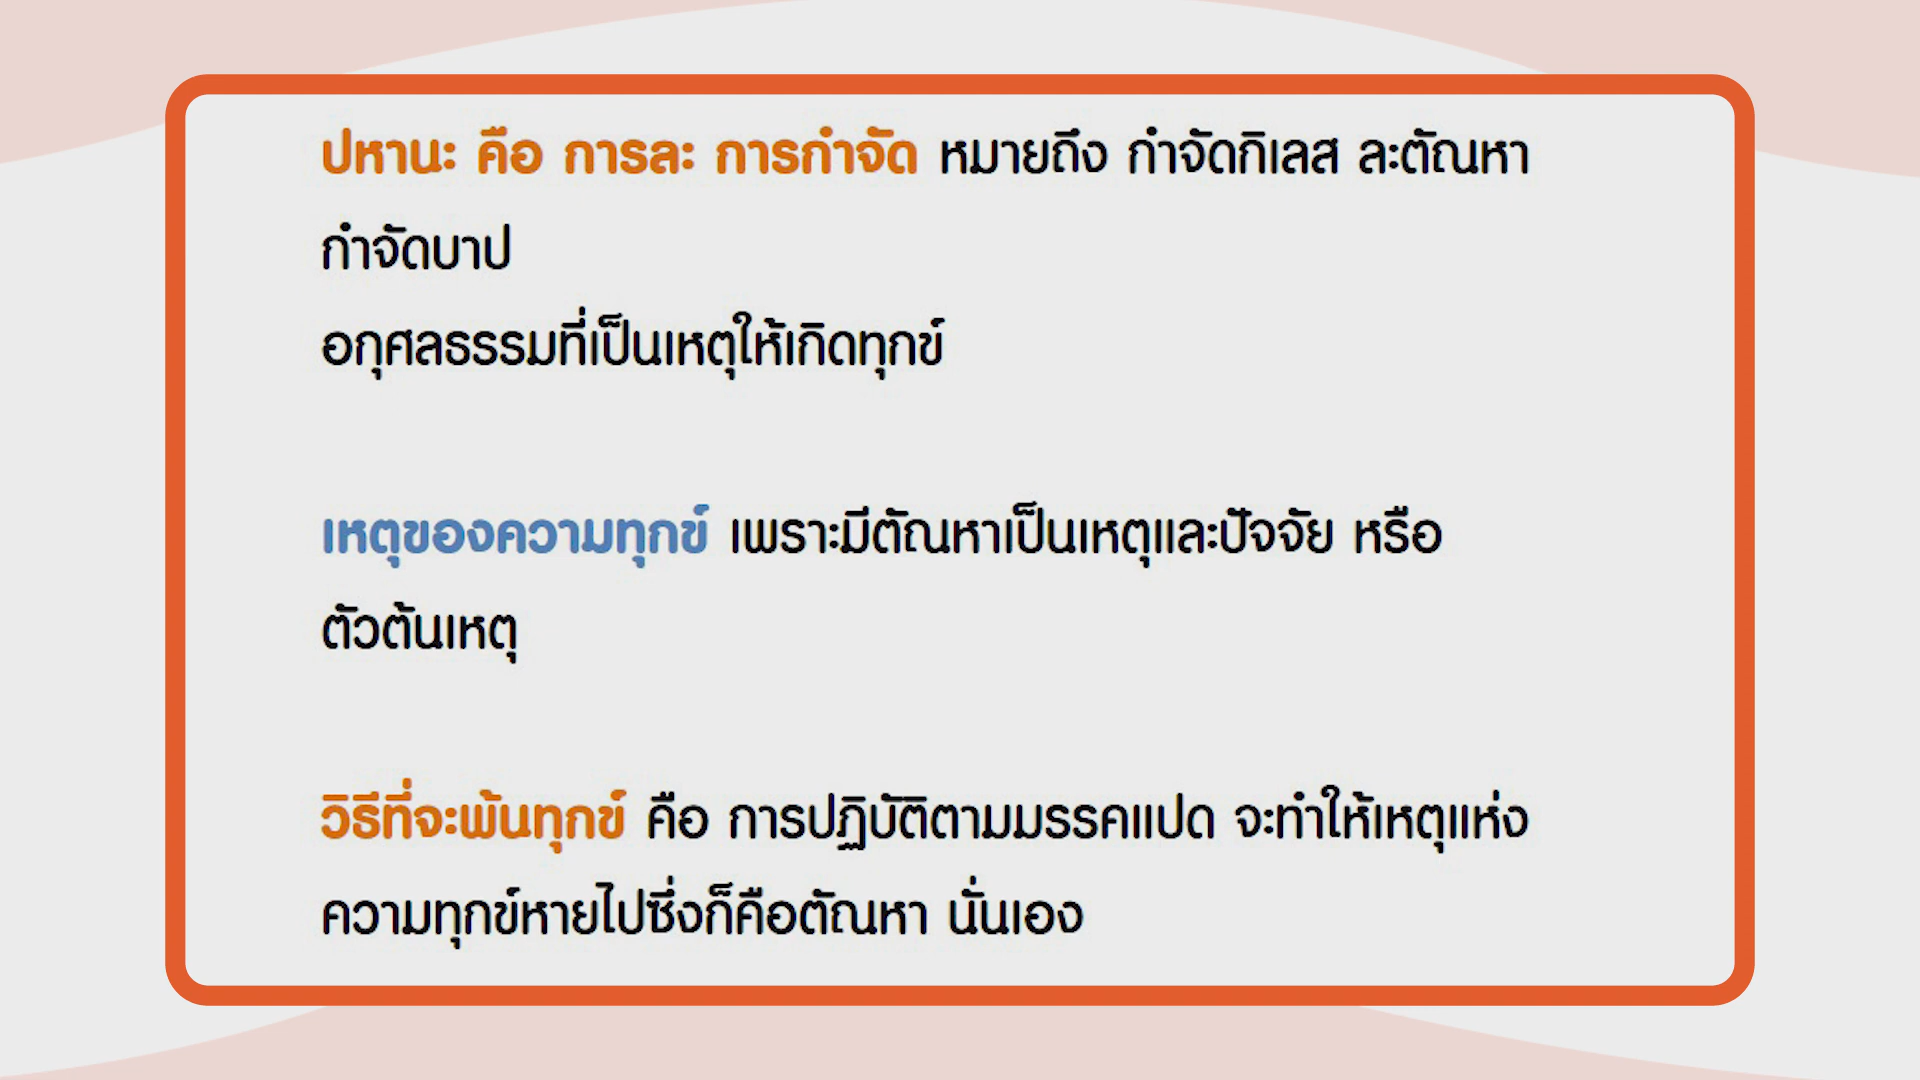 ปหานะ คือ การละ การกำจัด หมายถึง กำจัดกิเลส ละตัณหา
กำจัดบาป
อกุศลธรรมที่เป็นเหตุให้เกิดทุกข์
เหตุของความทุกข์ เพราะมีตัณหาเป็นเหตุและปัจจัย หรือ
ตัวต้นเหตุ
วิธีที่จะพ้นทุกข์ คือ การปฏิบัติตามมรรคแปด จะทำให้เหตุแห่ง
ความทุกข์หายไปซึ่งก็คือตัณหา นั่นเอง